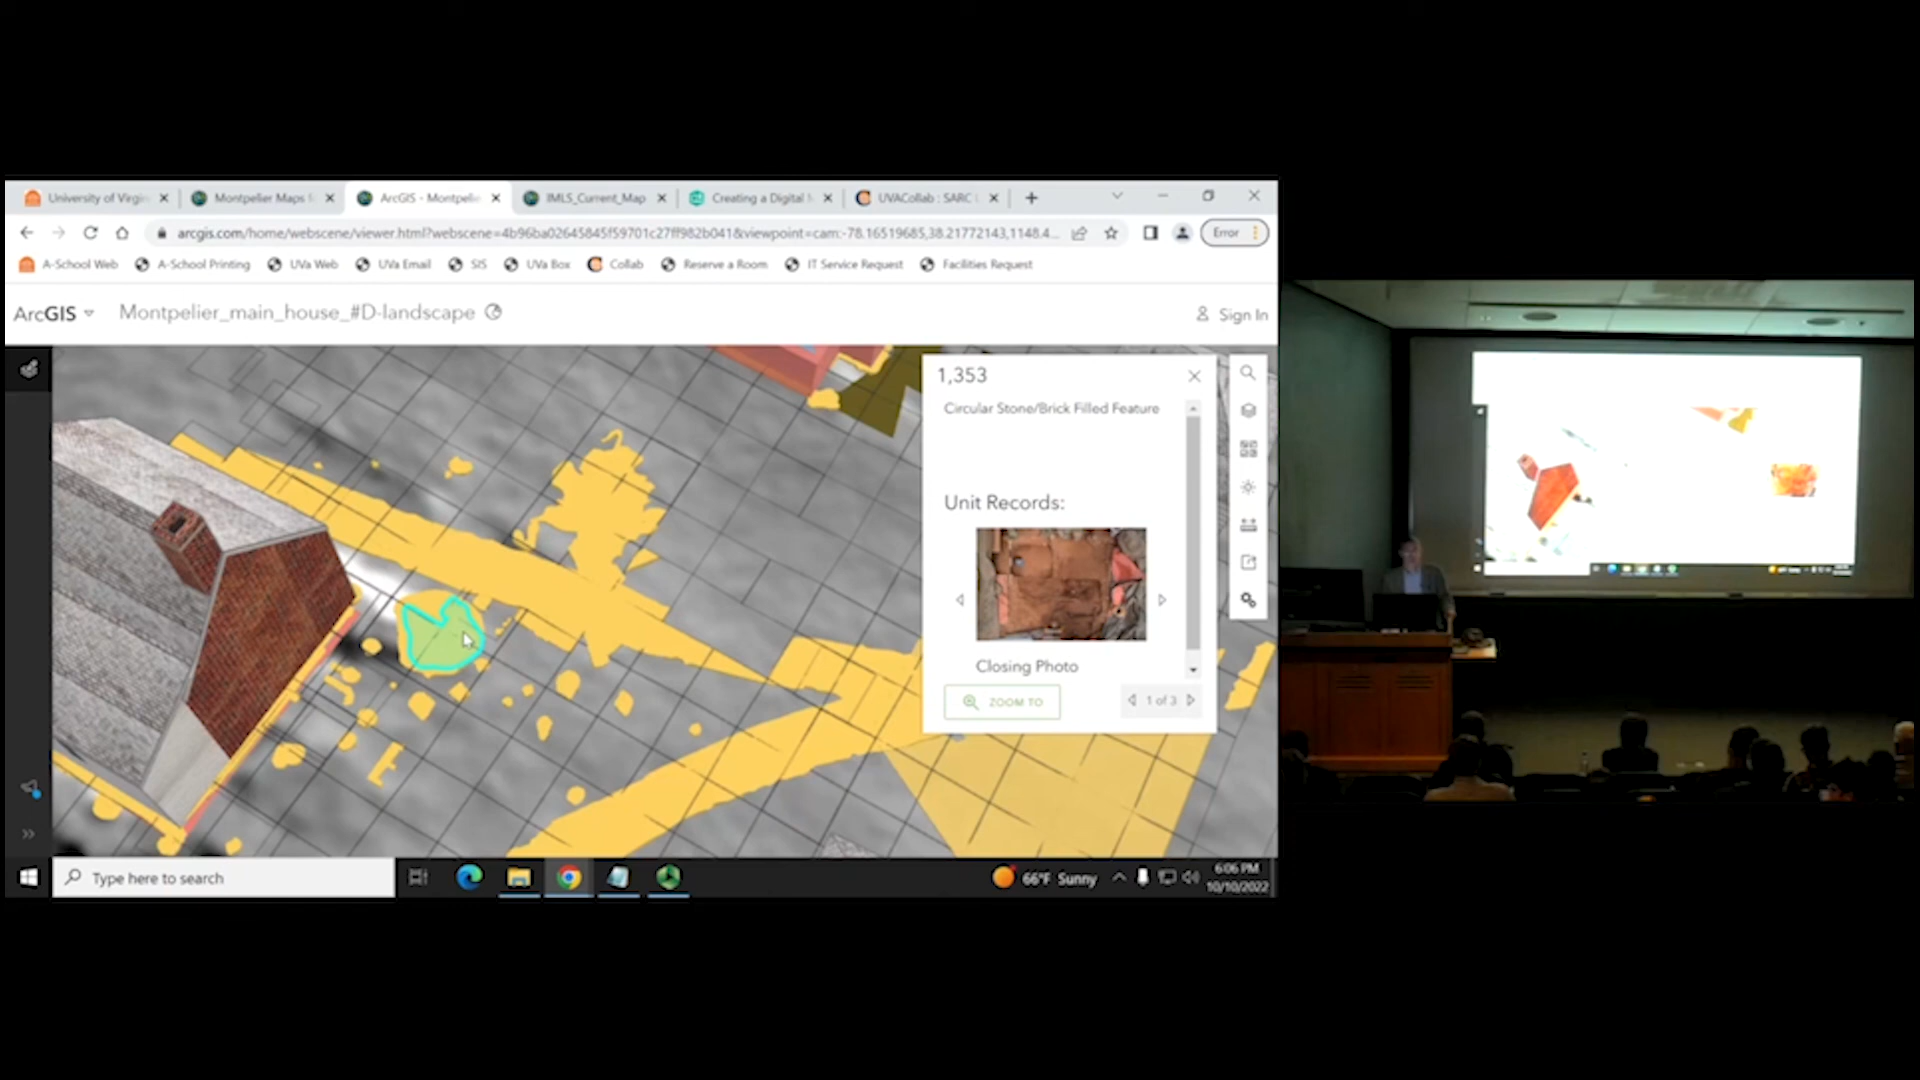 University of Virgin
Montpelier Maps
ArcGIS - Montpelie
IMLS_Current_Map
Creating a Digital
UVACollab : SARC
arcgis.com/home/webscene/viewer.html?webscene=4b96ba02645845f59701c27ff982b041&viewpoint=cam:-78.16519685,38.21772143,1148.4...
Error
A-School Web
A-School Printing
UVa Web
UVa Email
SIS
UVa Box
Collab
Reserve a Room
IT Service Request
Facilities Request
ArcGIS
Montpelier_main_house_#D-landscape
Sign In
1,353
Circular Stone/Brick Filled Feature
Unit Records:
Closing Photo
ZOOM TO
1 of 3
Type here to search
66°F Sunny
6:06 PM
10/10/2022